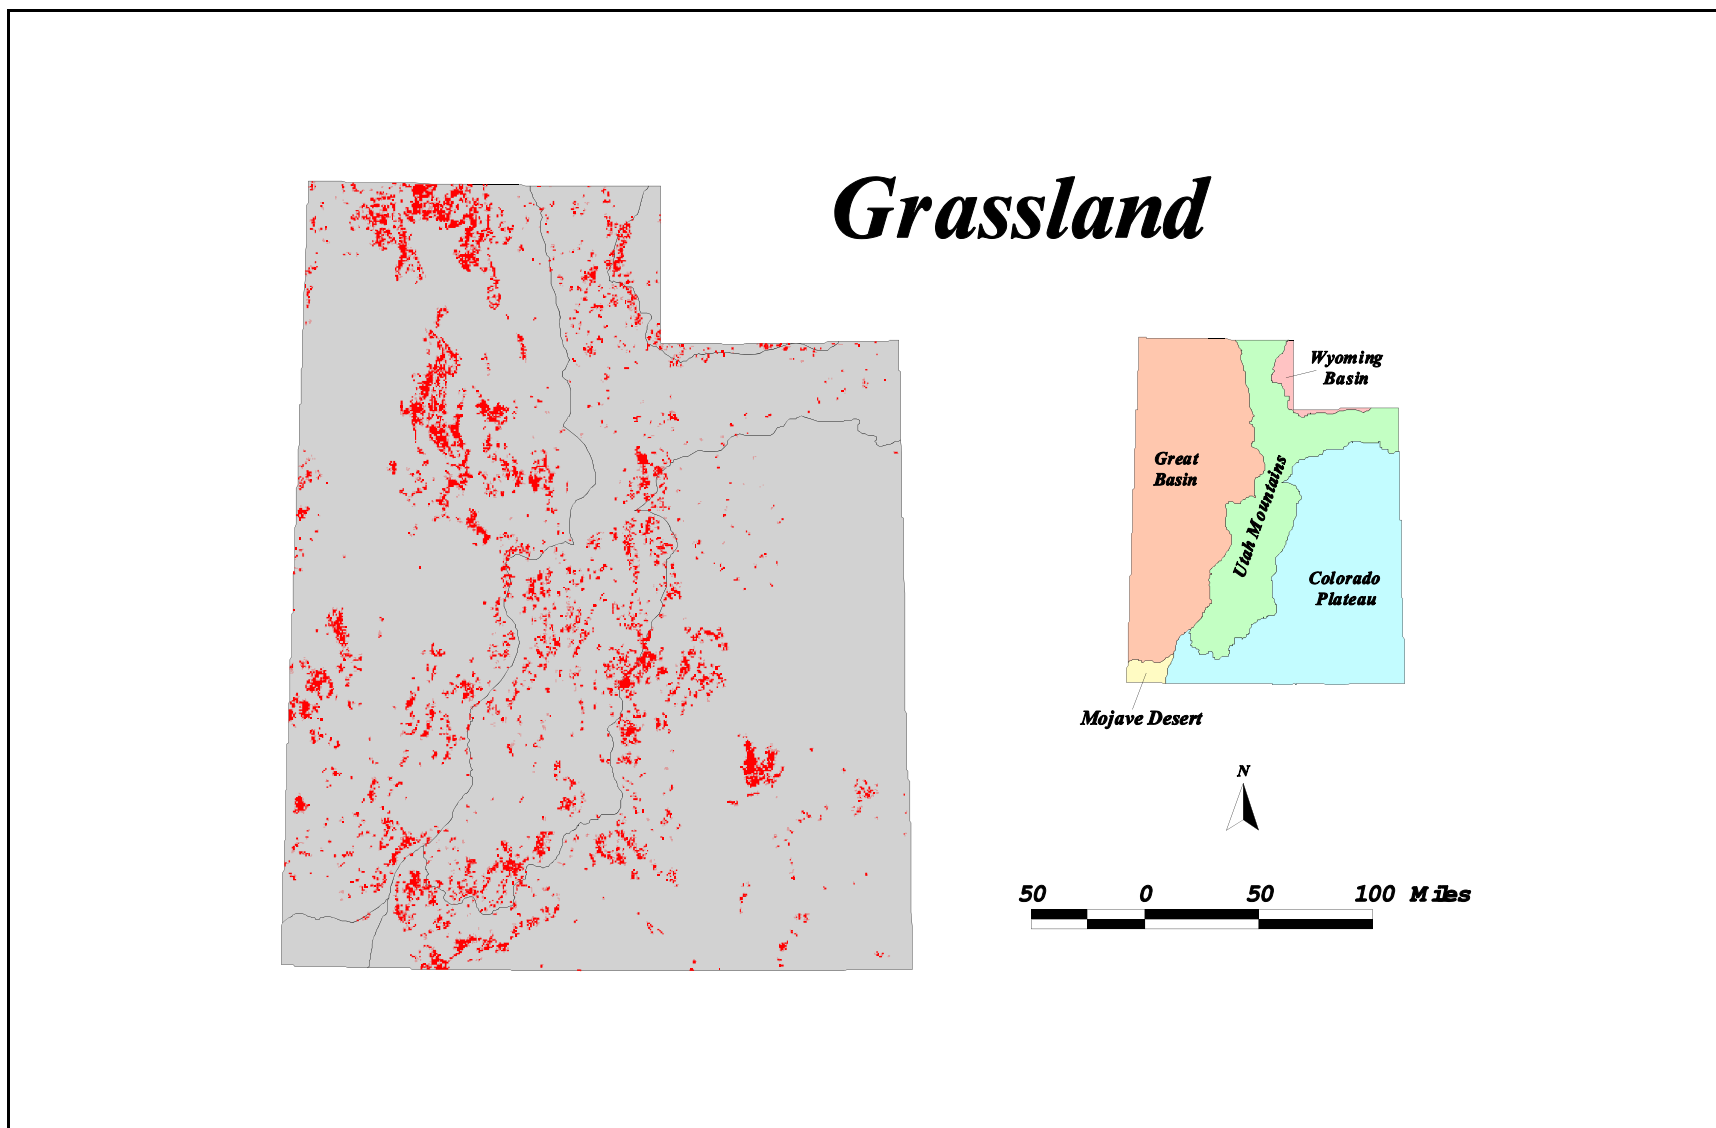 Grassland
Wyoming
Basin
Great
Basin
Utah Mountains
Colorado
Plateau
Mojave Desert
N
50 0 50 100 Miles